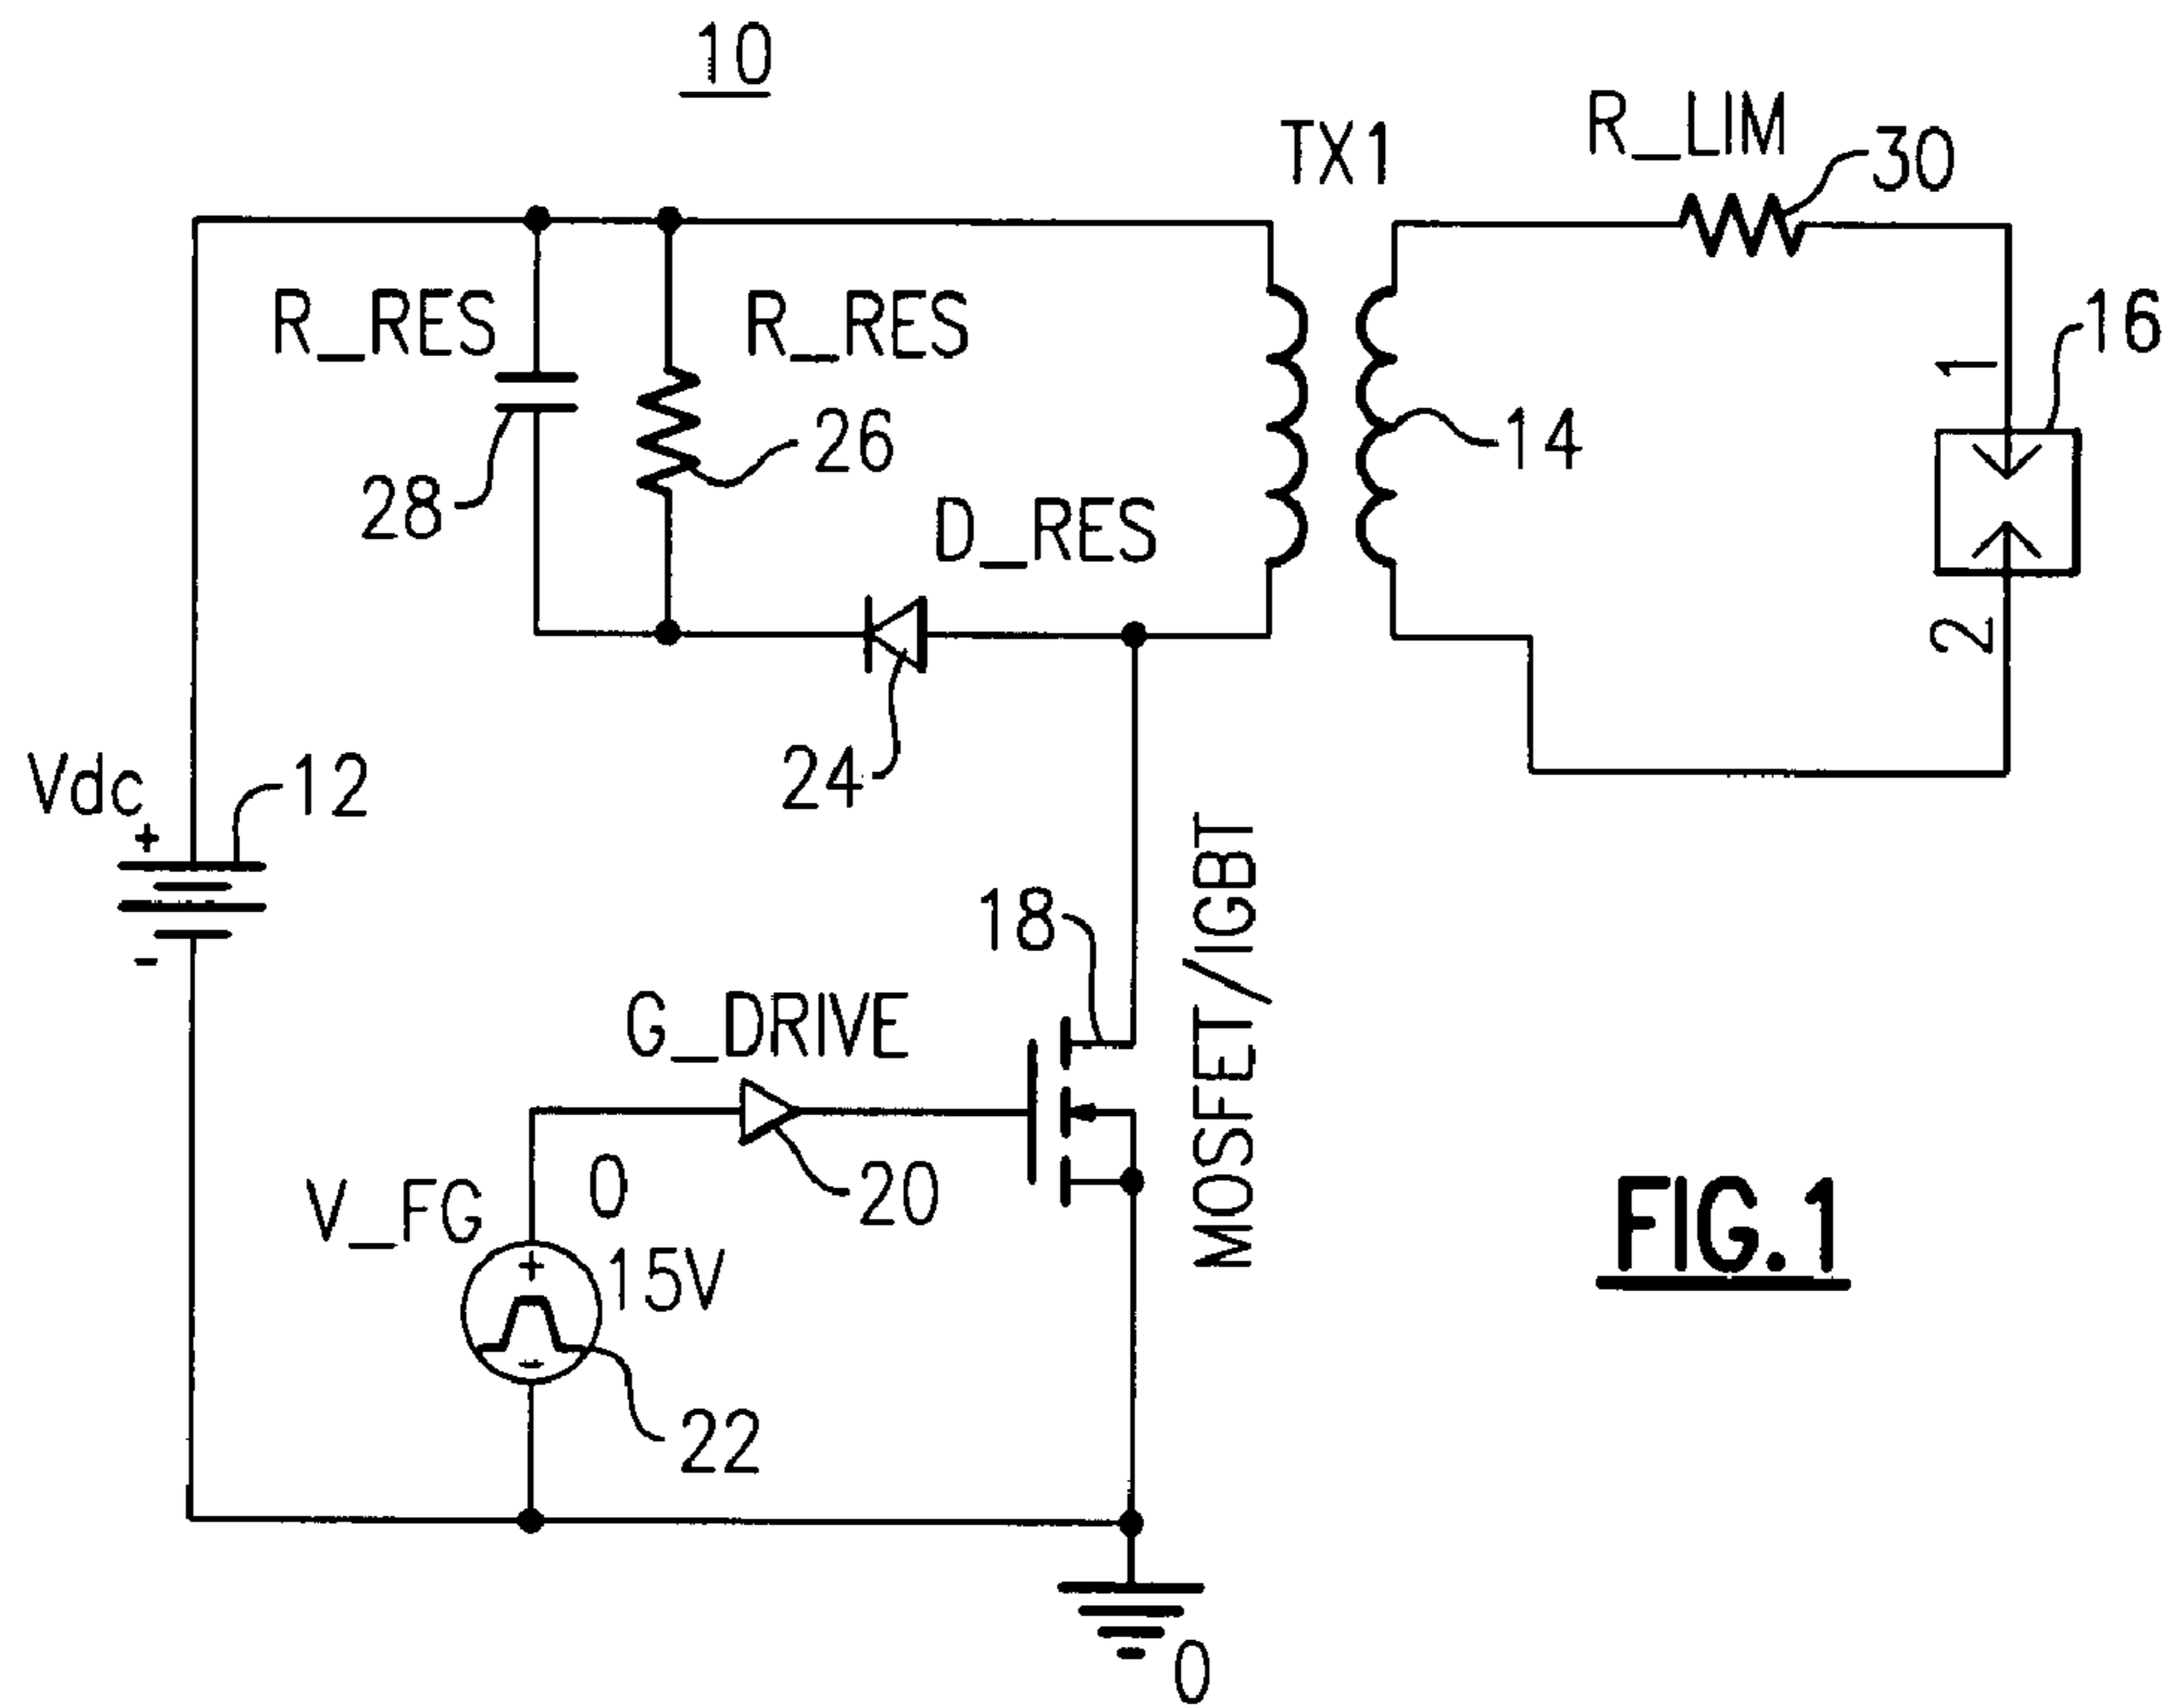 10
TX1
R_LIM
30
R_RES
R_RES
16
1
28
26
14
D_RES
2
24
Vdc
12
+
-
18
MOSFET/IGBT
G_DRIVE
20
V_FG
0
15V
+
-
22
FIG.1
0